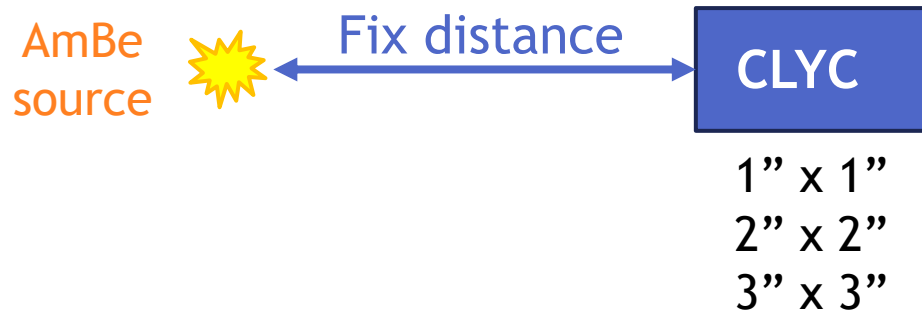 AmBe
source
Fix distance
CLYC
1” x 1”
2” x 2”
3” x 3”